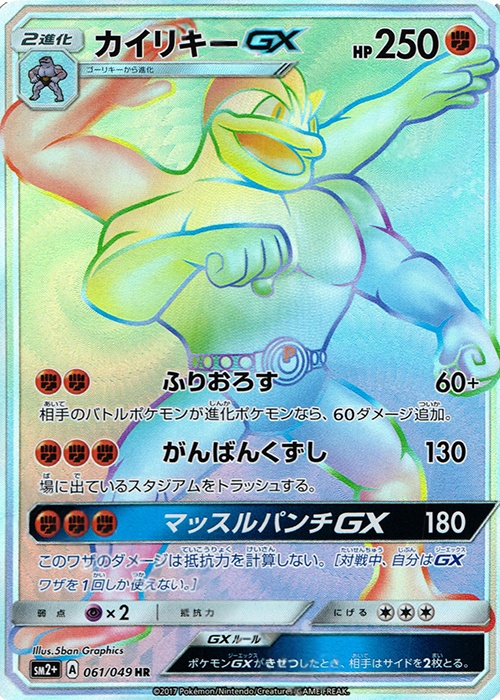 2進化 カイリキーGX HP 250
ゴーリキーから進化
ふりおろす 60+
相手のバトルポケモンが進化ポケモンなら、60ダメージ追加。
がんばんくずし 130
場に出ているスタジアムをトラッシュする。
マッスルパンチGX 180
このワザのダメージは抵抗力を計算しない。[対戦中、自分はGX
ワザを1回しか使えない。]
弱点 ×2 抵抗力 にげる
Illus.5ban Graphics
GXルール
SM2+ A 061/049 HR ポケモンGXがきぜつしたとき、相手はサイドを2枚とる。
©2017 Pokémon/Nintendo/Creatures/GAME FREAK.